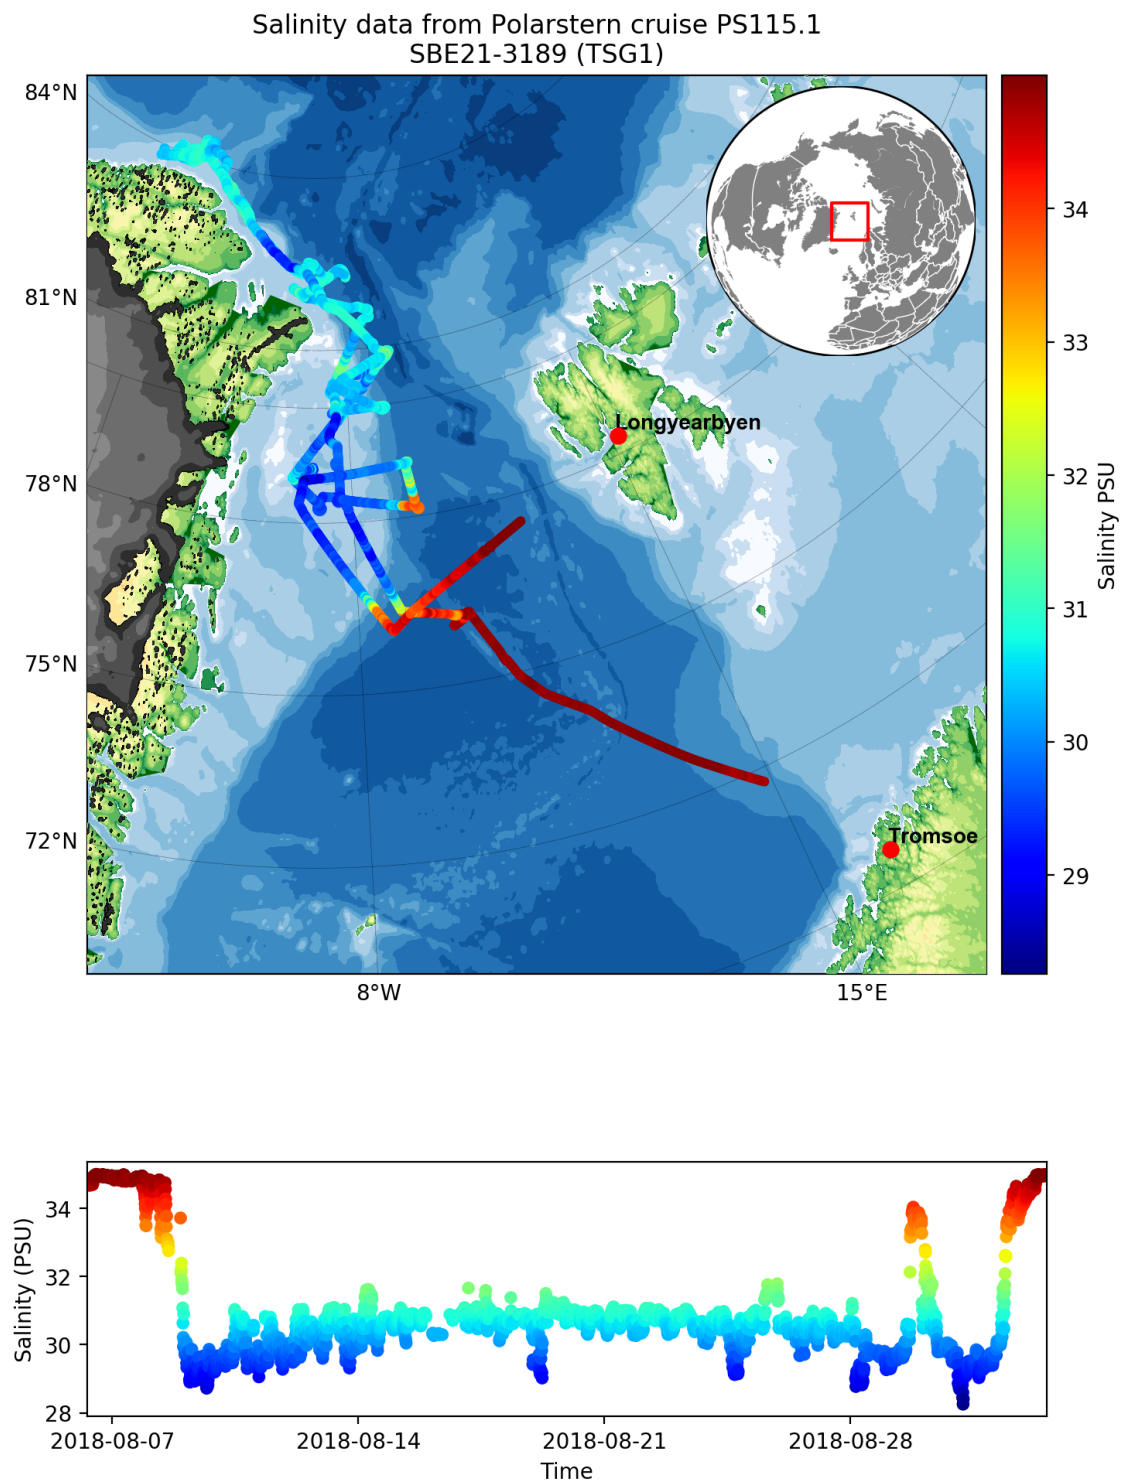 Salinity data from Polarstern cruise PS115.1
SBE21-3189 (TSG1)
84°N
81°N
78°N
75°N
72°N
8°W
15°E
Longyearbyen
Tromsoe
34
33
32
31
30
29
Salinity PSU
34
32
30
28
Salinity (PSU)
2018-08-07
2018-08-14
2018-08-21
2018-08-28
Time